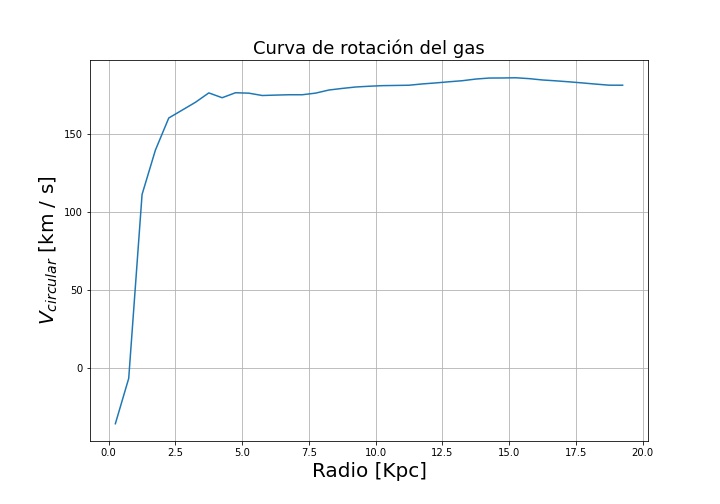 Curva de rotación del gas
V_circular [km / s]
150
100
50
0
0.0 2.5 5.0 7.5 10.0 12.5 15.0 17.5 20.0
Radio [Kpc]